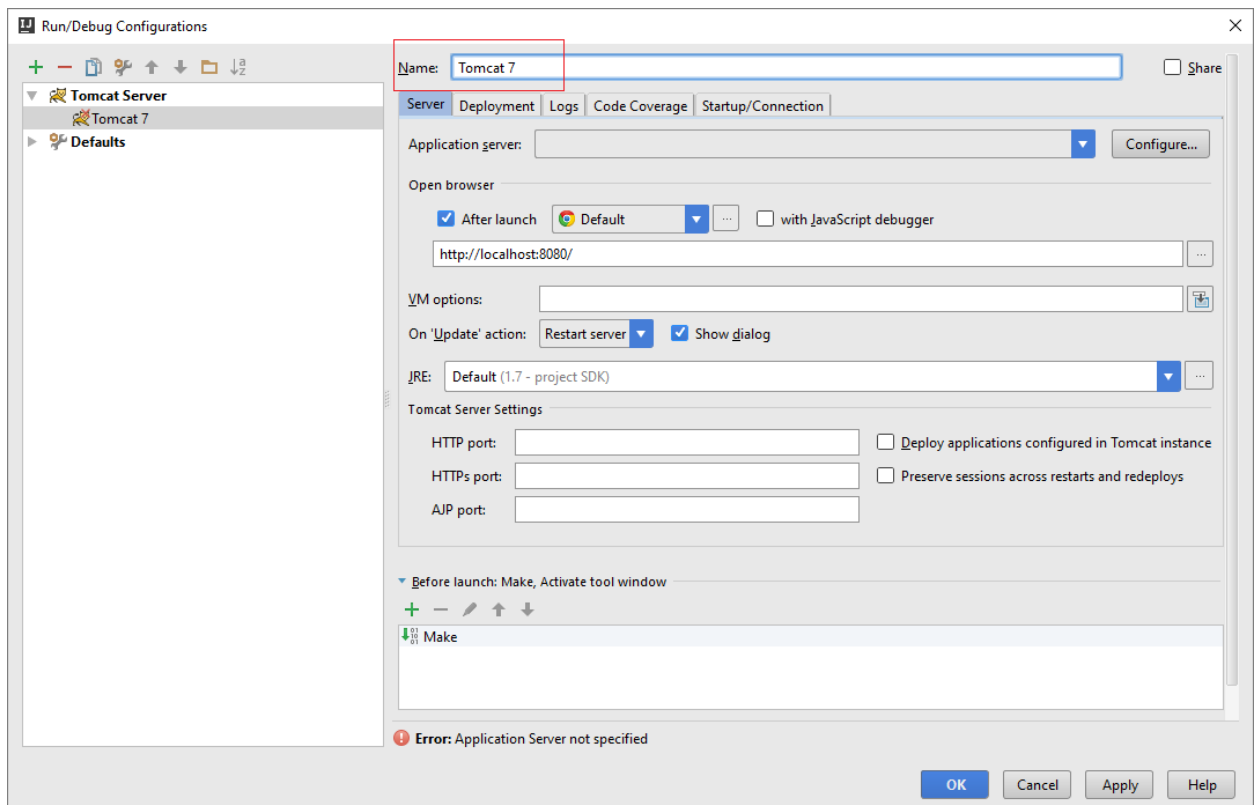 Run/Debug Configurations
Tomcat Server
Tomcat 7
Defaults
Name: Tomcat 7 Share
Server Deployment Logs Code Coverage Startup/Connection
Application server: Configure...
Open browser
After launch Default ... with JavaScript debugger
http://localhost:8080/ ...
VM options:
On 'Update' action: Restart server Show dialog
JRE: Default (1.7 - project SDK) ...
Tomcat Server Settings
HTTP port: Deploy applications configured in Tomcat instance
HTTPs port: Preserve sessions across restarts and redeploys
AJP port:
Before launch: Make, Activate tool window
Make
Error: Application Server not specified
OK Cancel Apply Help